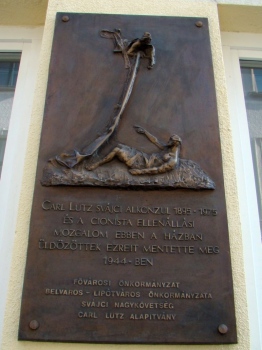 CARL LUTZ SVÁJCI ALKONZUL 1895-1975
ÉS A CIONISTA ELLENÁLLÁSI
MOZGALOM EBBEN A HÁZBAN
ÜLDÖZÖTTEK EZREIT MENTETTE MEG
1944-BEN
FŐVÁROSI ÖNKORMÁNYZAT
BELVÁROS - LIPÓTVÁROS ÖNKORMÁNYZATA
SVÁJCI NAGYKÖVETSÉG
CARL LUTZ ALAPÍTVÁNY